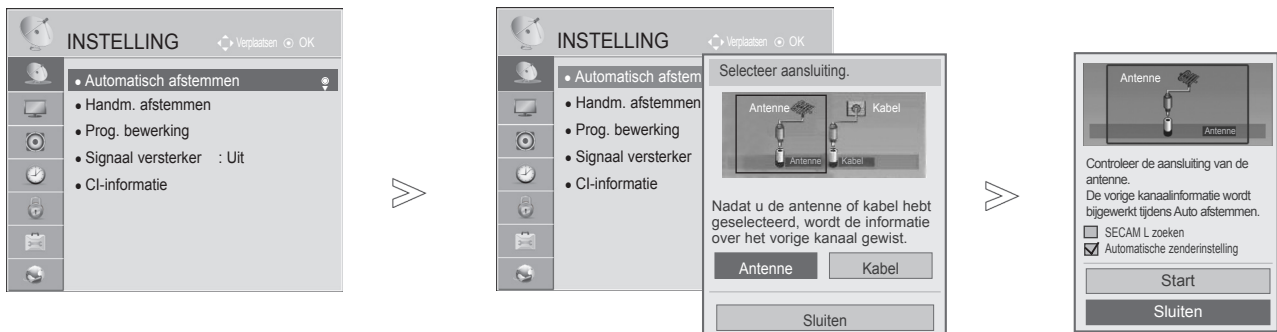 INSTELLING
Verplaatsen OK
• Automatisch afstemmen
• Handm. afstemmen
• Prog. bewerking
• Signaal versterker : Uit
• CI-informatie
INSTELLING
Verplaatsen OK
• Automatisch afstem
• Handm. afstemmen
• Prog. bewerking
• Signaal versterker
• CI-informatie
Selecteer aansluiting.
Antenne Kabel
Antenne Kabel
Nadat u de antenne of kabel hebt
geselecteerd, wordt de informatie
over het vorige kanaal gewist.
Antenne Kabel
Sluiten
Antenne
Antenne
Controleer de aansluiting van de
antenne.
De vorige kanaalinformatie wordt
bijgewerkt tijdens Auto afstemmen.
SECAM L zoeken
Automatische zenderinstelling
Start
Sluiten